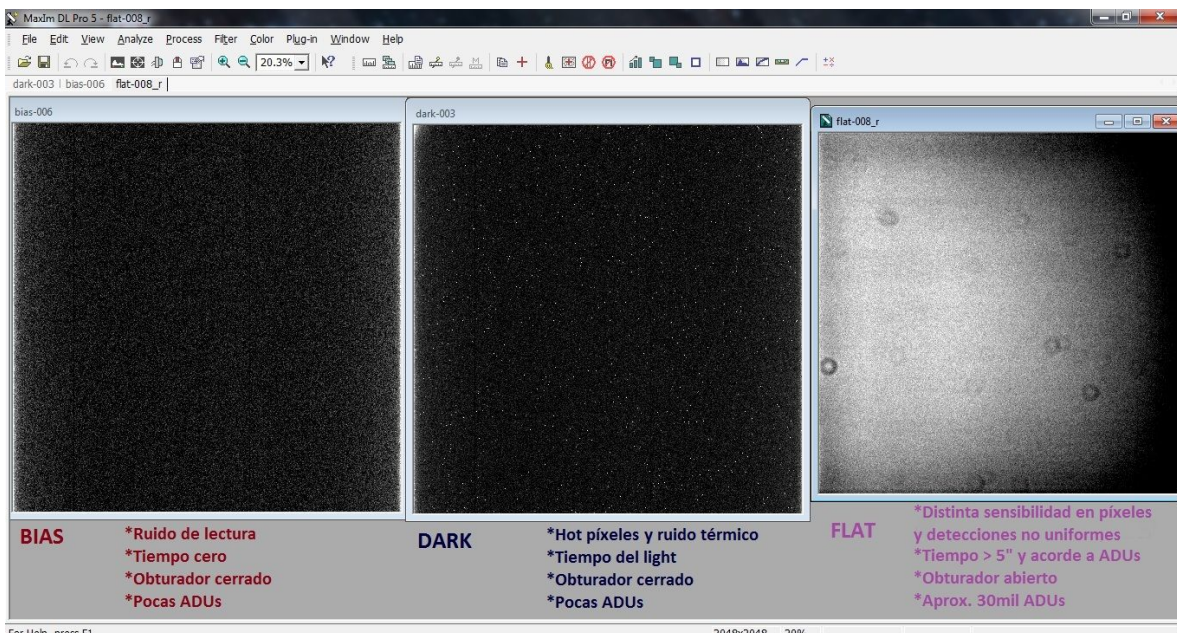 MaxIm DL Pro 5 - flat-008_r
File Edit View Analyze Process Filter Color Plug-in Window Help
20.3%
dark-003 bias-006 flat-008_r
bias-006
dark-003
flat-008_r
BIAS
*Ruido de lectura
*Tiempo cero
*Obturador cerrado
*Pocas ADUs
DARK
*Hot píxeles y ruido térmico
*Tiempo del light
*Obturador cerrado
*Pocas ADUs
FLAT
*Distinta sensibilidad en píxeles
y detecciones no uniformes
*Tiempo > 5" y acorde a ADUs
*Obturador abierto
*Aprox. 30mil ADUs
For Help, press F1
2048x2048 20%